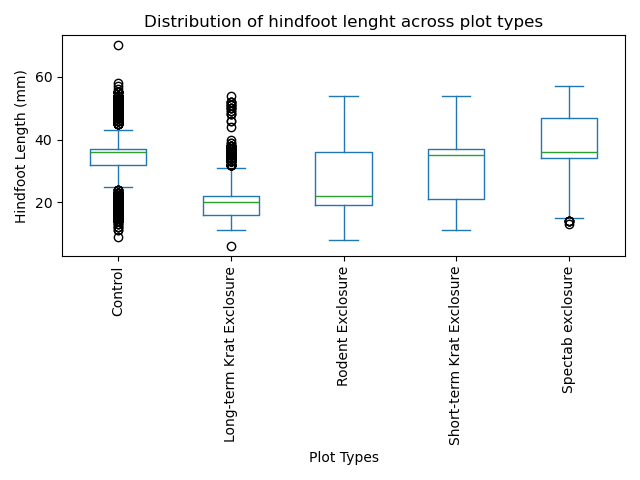 Distribution of hindfoot lenght across plot types
Hindfoot Length (mm)
60
40
20
Control
Long-term Krat Exclosure
Rodent Exclosure
Short-term Krat Exclosure
Spectab exclosure
Plot Types